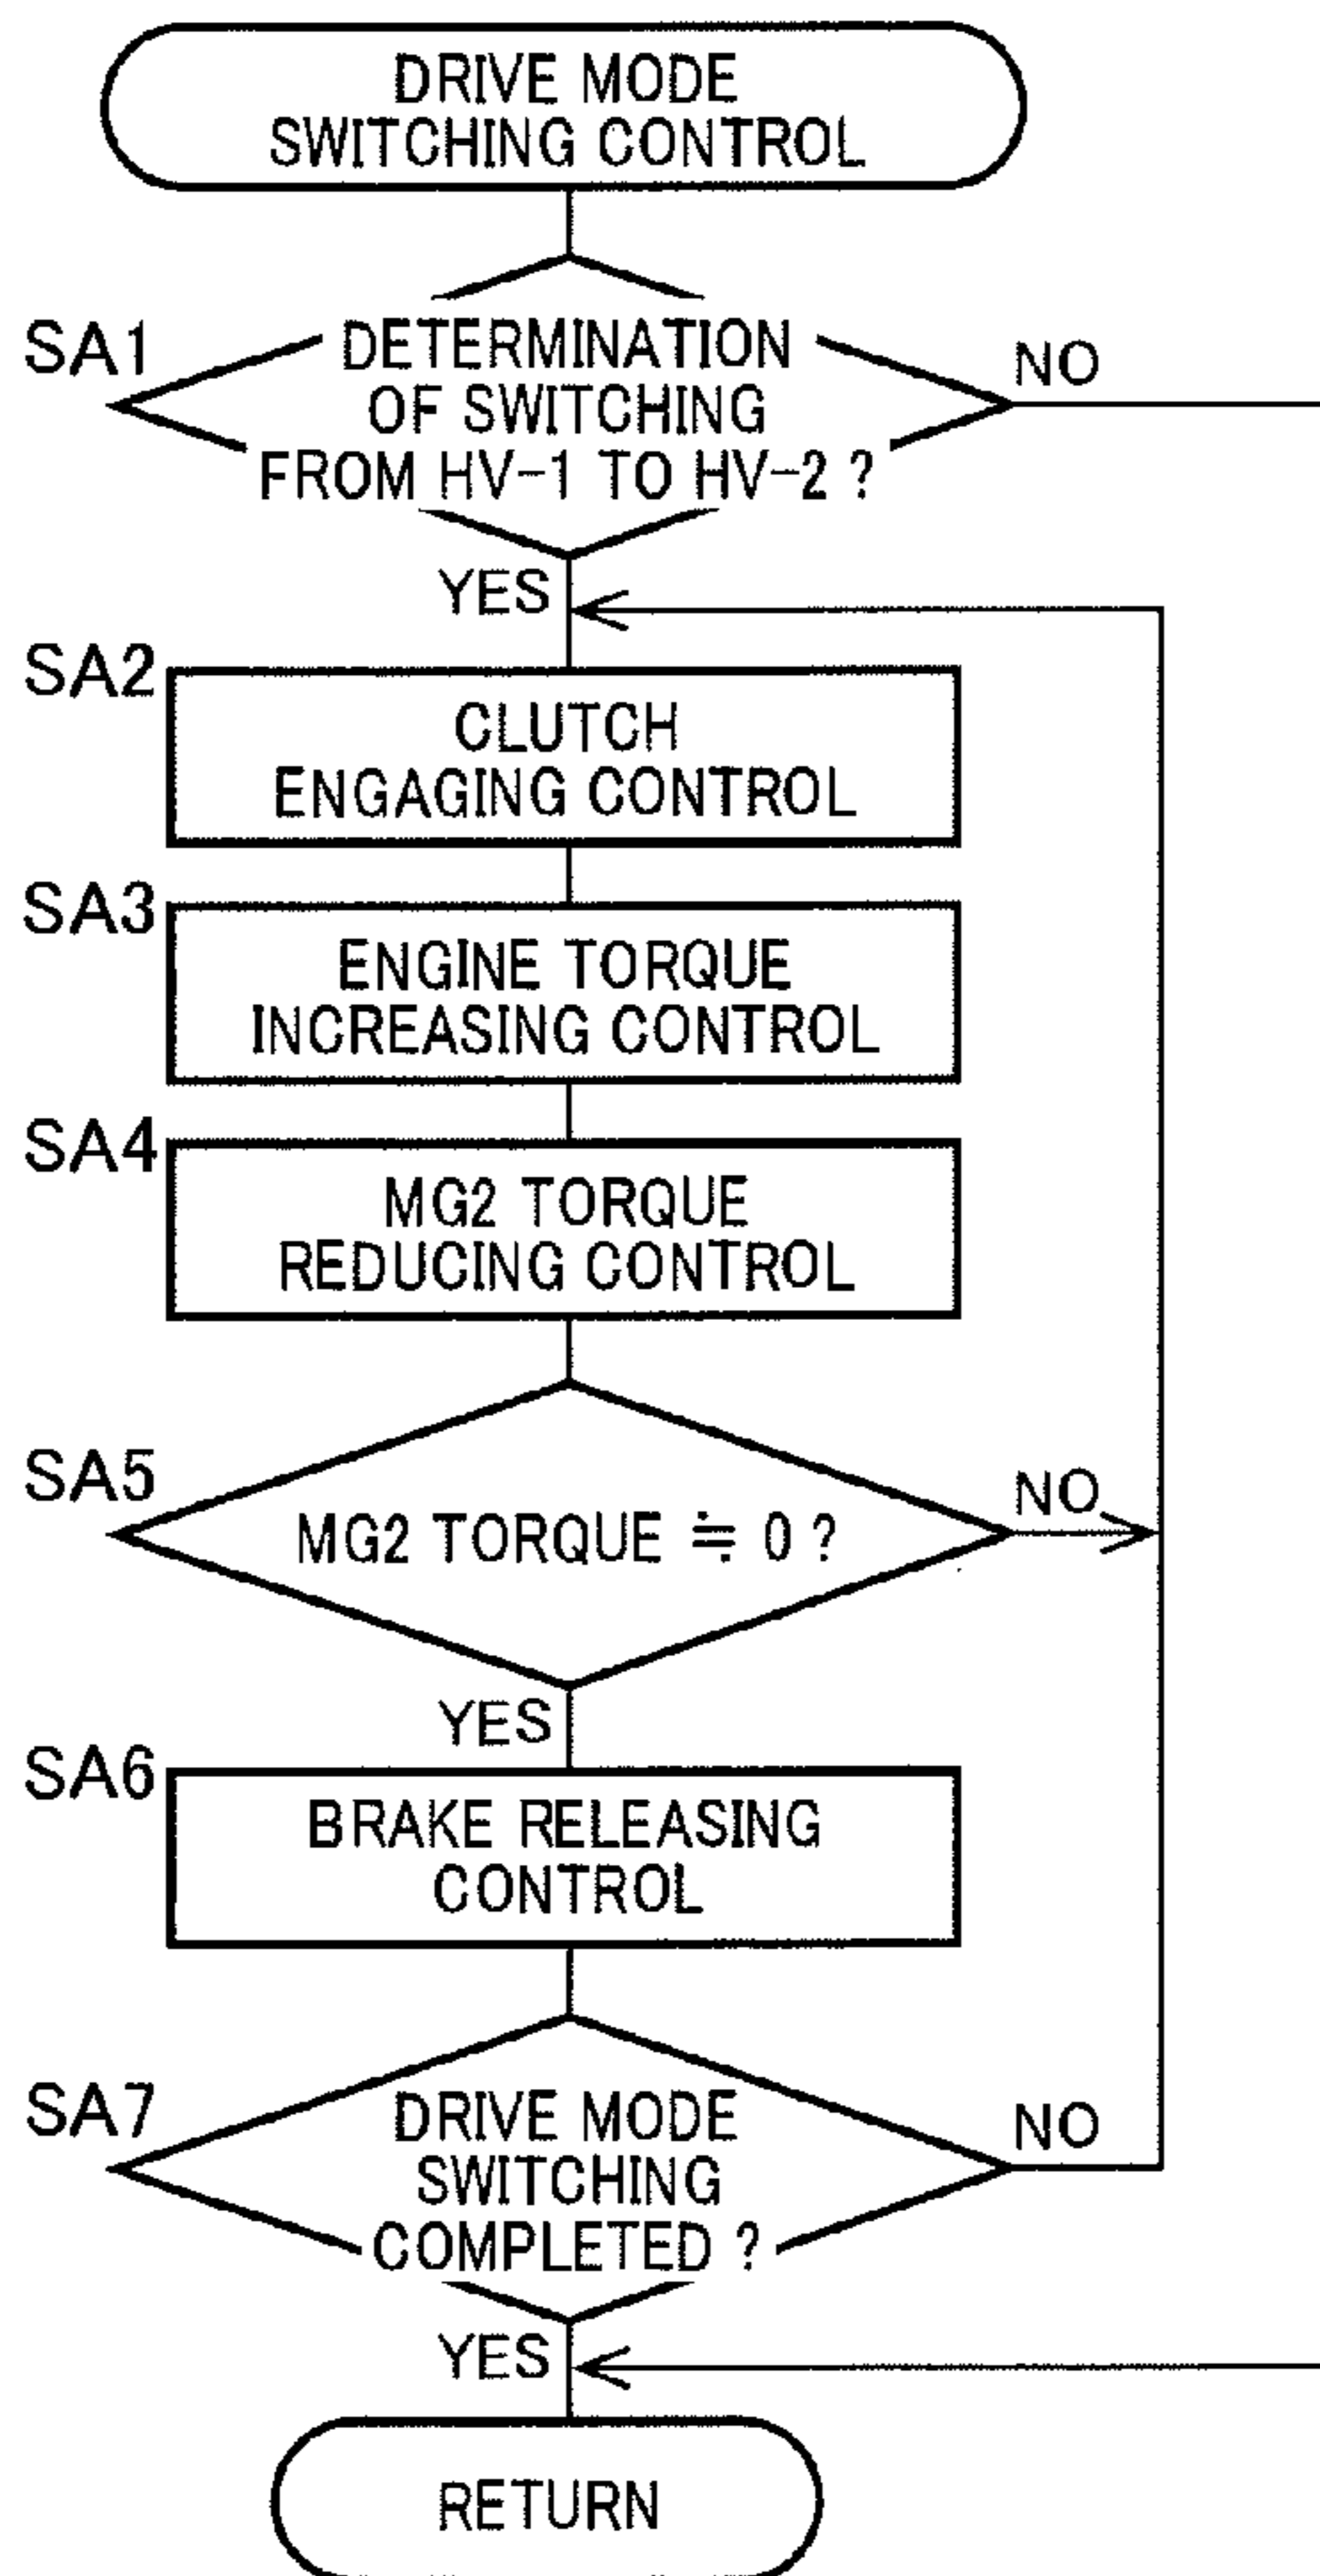 DRIVE MODE
SWITCHING CONTROL
SA1
DETERMINATION
OF SWITCHING
FROM HV-1 TO HV-2 ?
NO
YES
SA2
CLUTCH
ENGAGING CONTROL
SA3
ENGINE TORQUE
INCREASING CONTROL
SA4
MG2 TORQUE
REDUCING CONTROL
SA5
MG2 TORQUE ≒ 0 ?
NO
YES
SA6
BRAKE RELEASING
CONTROL
SA7
DRIVE MODE
SWITCHING
COMPLETED ?
NO
YES
RETURN